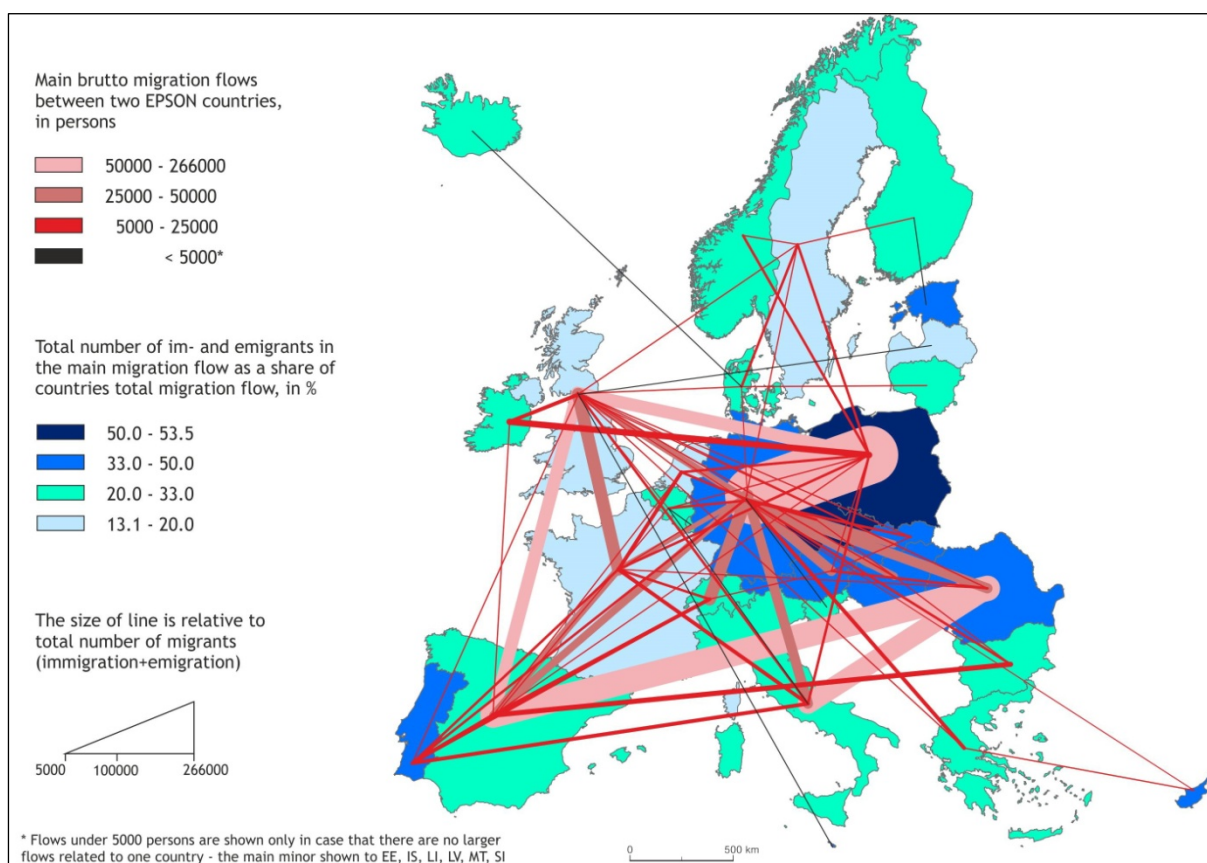 Main brutto migration flows
between two EPSON countries,
in persons
50000 - 266000
25000 - 50000
5000 - 25000
< 5000*
Total number of im- and emigrants in
the main migration flow as a share of
countries total migration flow, in %
50.0 - 53.5
33.0 - 50.0
20.0 - 33.0
13.1 - 20.0
The size of line is relative to
total number of migrants
(immigration+emigration)
5000 100000 266000
* Flows under 5000 persons are shown only in case that there are no larger
flows related to one country - the main minor shown to EE, IS, LI, LV, MT, SI
0 500 km